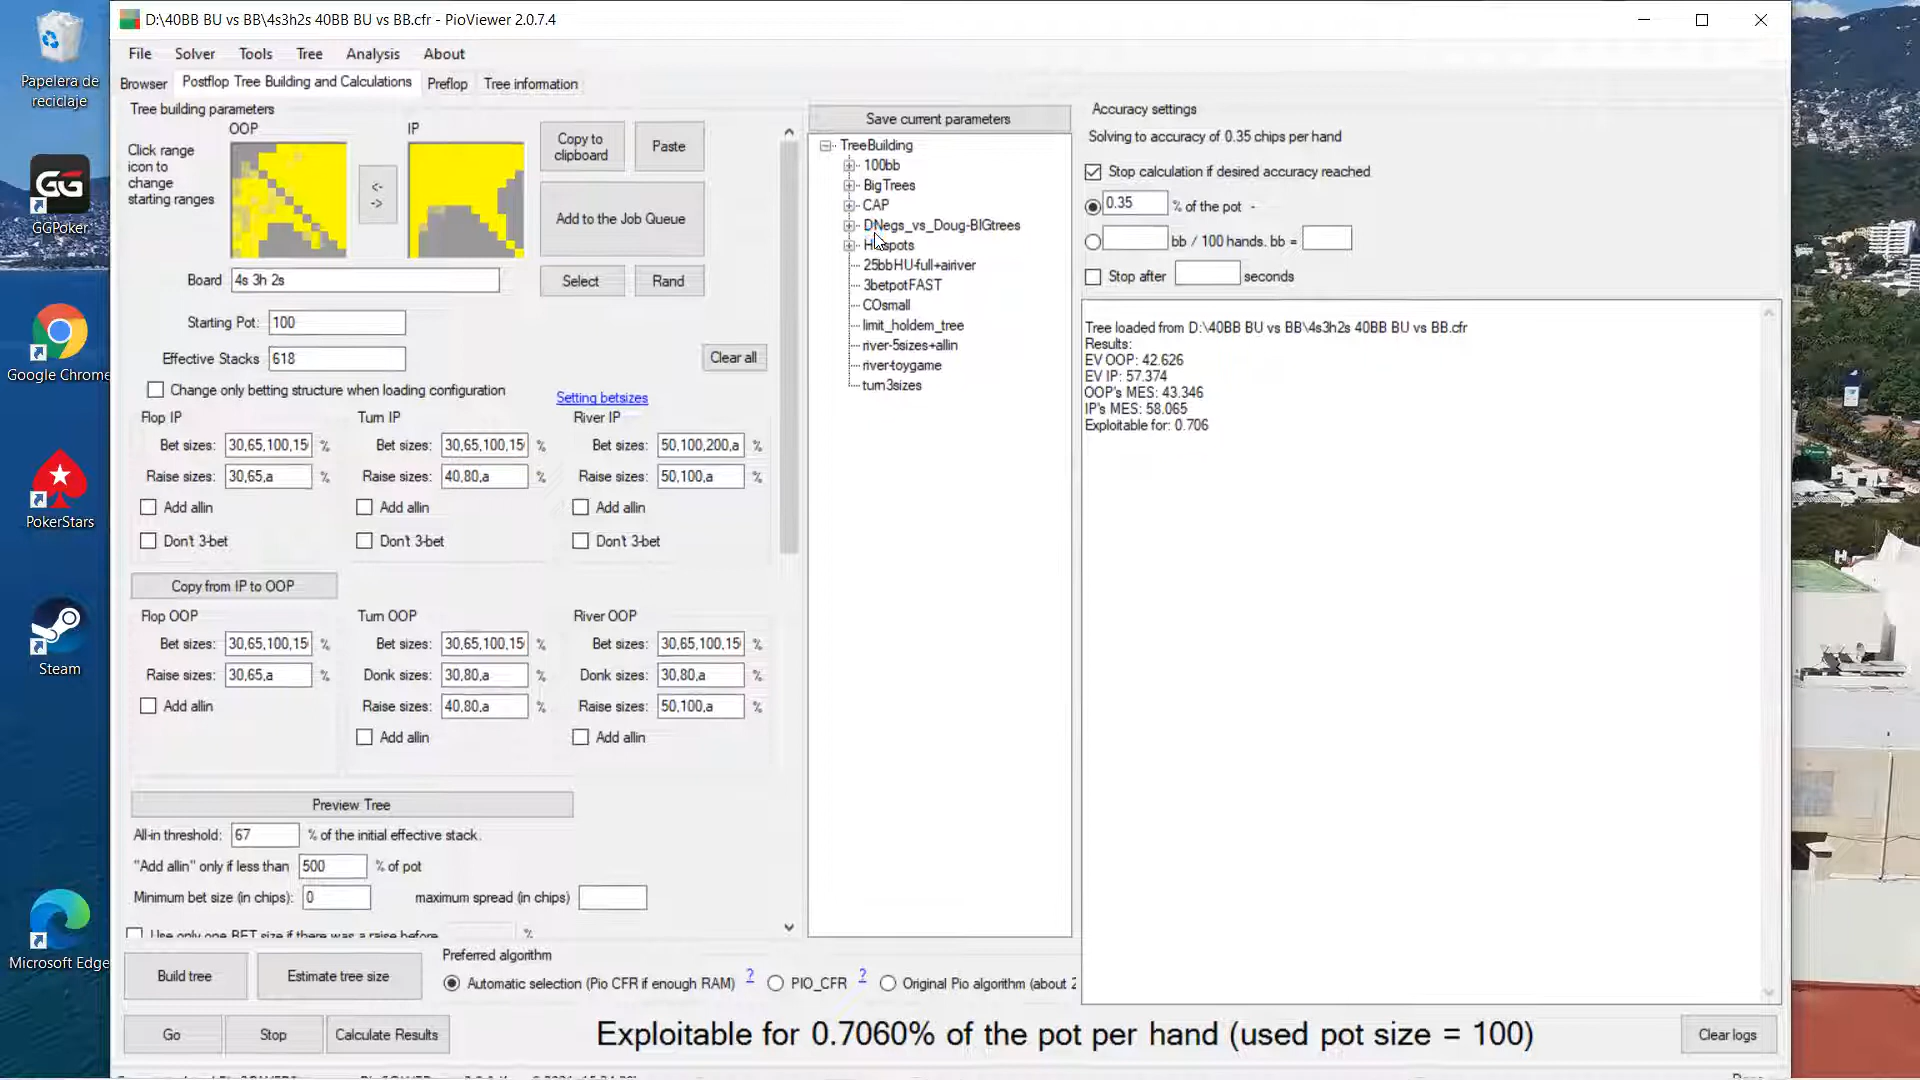 D:\40BB BU vs BB\4s3h2s 40BB BU vs BB.cfr - PioViewer 2.0.7.4
File Solver Tools Tree Analysis About
Browser Postflop Tree Building and Calculations Preflop Tree information
Papelera de reciclaje
GGPoker
Google Chrome
PokerStars
Steam
Microsoft Edge
Tree building parameters
OOP IP
Click range icon to change starting ranges
<-
->
Copy to clipboard
Paste
Add to the Job Queue
Board 4s 3h 2s
Select
Rand
Starting Pot: 100
Effective Stacks 618
Clear all
Change only betting structure when loading configuration
Setting betsizes
Flop IP Turn IP River IP
Bet sizes: 30,65,100,15 % Bet sizes: 30,65,100,15 % Bet sizes: 50,100,200,a %
Raise sizes: 30,65,a % Raise sizes: 40,80,a % Raise sizes: 50,100,a %
Add allin Add allin Add allin
Don't 3-bet Don't 3-bet Don't 3-bet
Copy from IP to OOP
Flop OOP Turn OOP River OOP
Bet sizes: 30,65,100,15 % Bet sizes: 30,65,100,15 % Bet sizes: 30,65,100,15 %
Raise sizes: 30,65,a % Donk sizes: 30,80,a % Donk sizes: 30,80,a %
Add allin Raise sizes: 40,80,a % Raise sizes: 50,100,a %
Add allin Add allin
Preview Tree
All-in threshold: 67 % of the initial effective stack.
"Add allin" only if less than 500 % of pot
Minimum bet size (in chips): 0 maximum spread (in chips)
Use only one BET size if there was a raise before %
Build tree
Estimate tree size
Preferred algorithm
Automatic selection (Pio CFR if enough RAM) ? PIO_CFR ? Original Pio algorithm (about 2
Go Stop Calculate Results
Exploitable for 0.7060% of the pot per hand (used pot size = 100)
Clear logs
Save current parameters
TreeBuilding
100bb
BigTrees
CAP
DNegs_vs_Doug-BIGtrees
25bbHU-full+airiver
3betpotFAST
COsmall
limit_holdem_tree
river-5sizes+allin
river-toygame
turn3sizes
Accuracy settings
Solving to accuracy of 0.35 chips per hand
Stop calculation if desired accuracy reached
0.35 % of the pot -
bb / 100 hands. bb =
Stop after seconds
Tree loaded from D:\40BB BU vs BB\4s3h2s 40BB BU vs BB.cfr
Results:
EV OOP: 42.626
EV IP: 57.374
OOP's MES: 43.346
IP's MES: 58.065
Exploitable for: 0.706